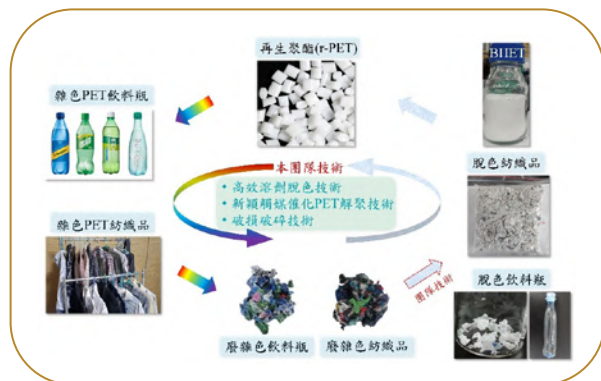 再生聚酯(r-PET)
BHET
雜色PET飲料瓶
本團隊技術
• 高效溶劑脫色技術
• 新穎觸媒催化PET解聚技術
• 破損破碎技術
脫色紡織品
雜色PET紡織品
團隊技術
脫色飲料瓶
廢雜色飲料瓶
廢雜色紡織品